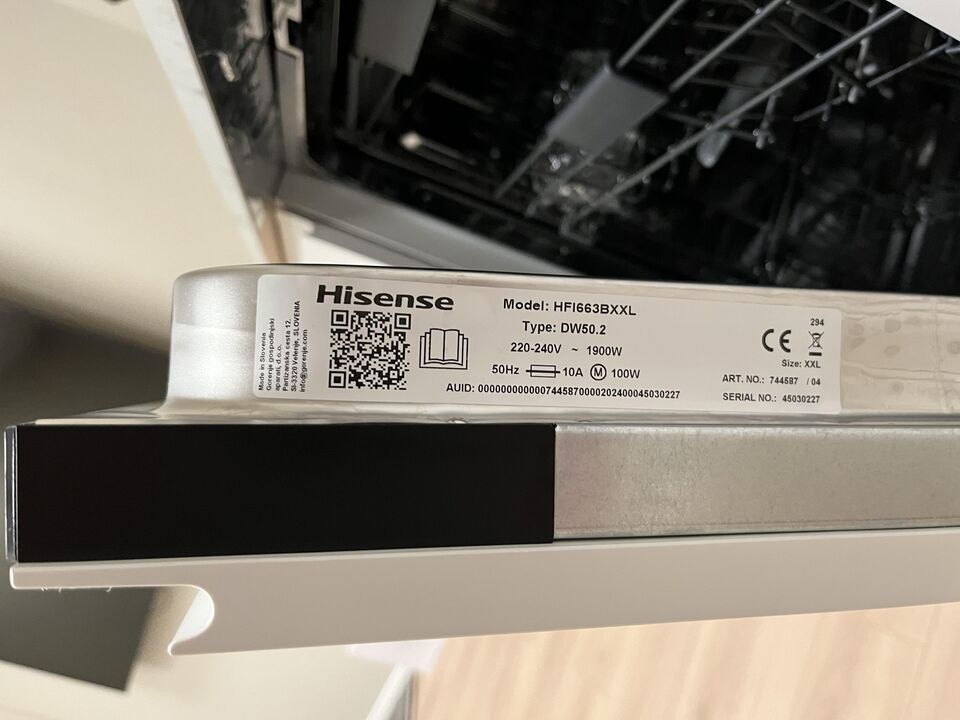 Made in Slovenia
Gorenje gospodinjski
aparati, d.o.o.
Partizanska cesta 12,
SI-3320 Velenje, SLOVENIA
info@gorenje.com
Hisense
Model: HFI663BXXL
Type: DW50.2
220-240V ~ 1900W
50Hz 10A M 100W
AUID: 0000000000007445870000202400045030227
294
CE
Size: XXL
ART. NO.: 744587 / 04
SERIAL NO.: 45030227